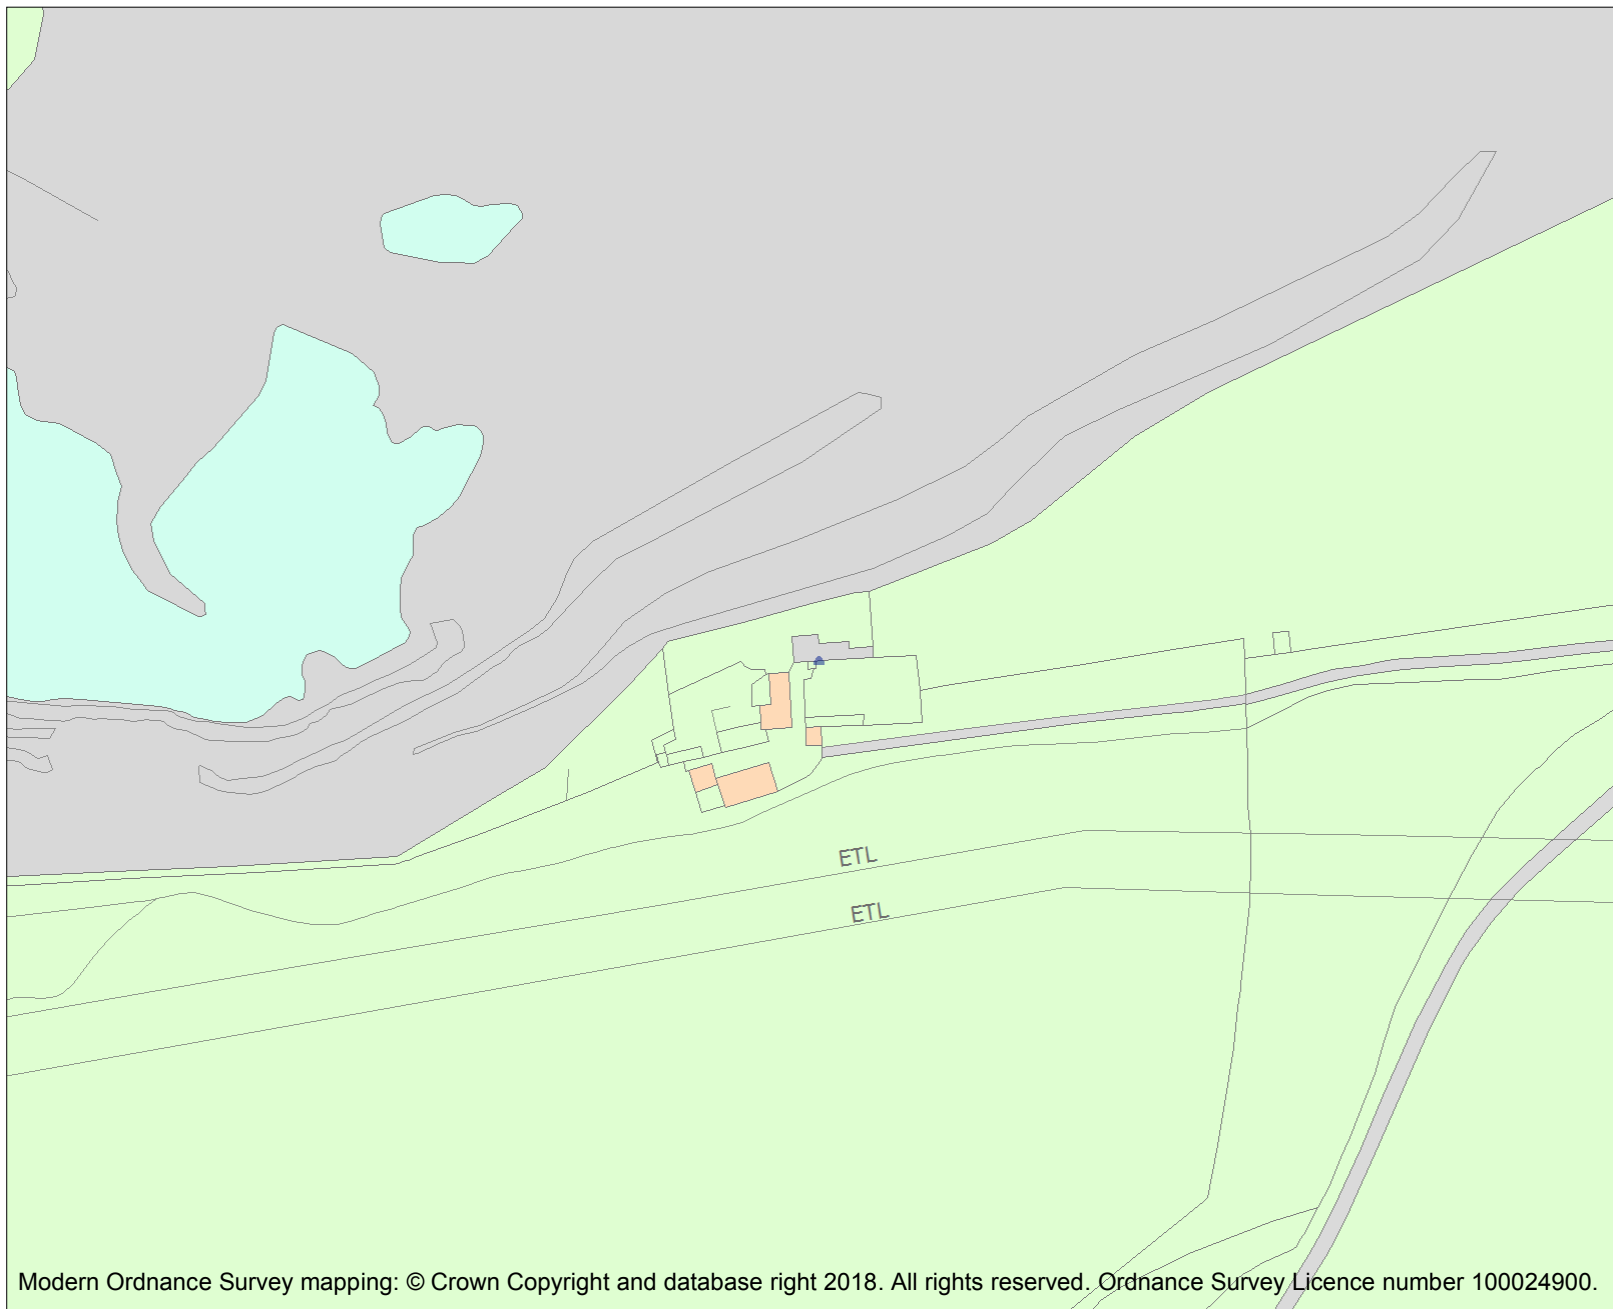 ETL
ETL
Modern Ordnance Survey mapping: © Crown Copyright and database right 2018. All rights reserved. Ordnance Survey Licence number 100024900.